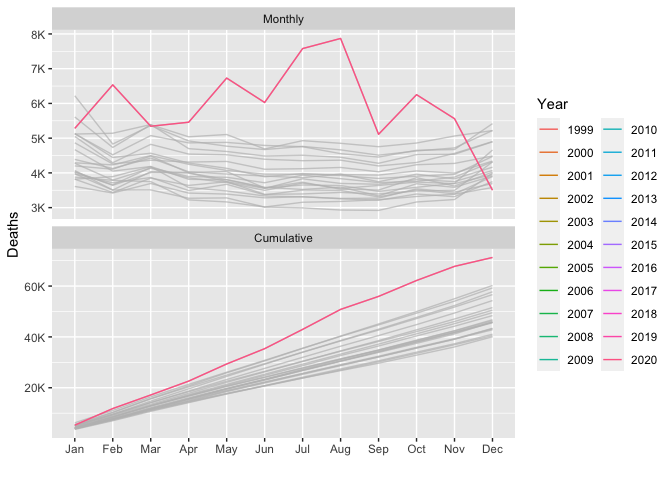 Monthly
8K
7K
6K
5K
4K
3K
Deaths
Cumulative
60K
40K
20K
Jan Feb Mar Apr May Jun Jul Aug Sep Oct Nov Dec
Year
1999 2010
2000 2011
2001 2012
2002 2013
2003 2014
2004 2015
2005 2016
2006 2017
2007 2018
2008 2019
2009 2020